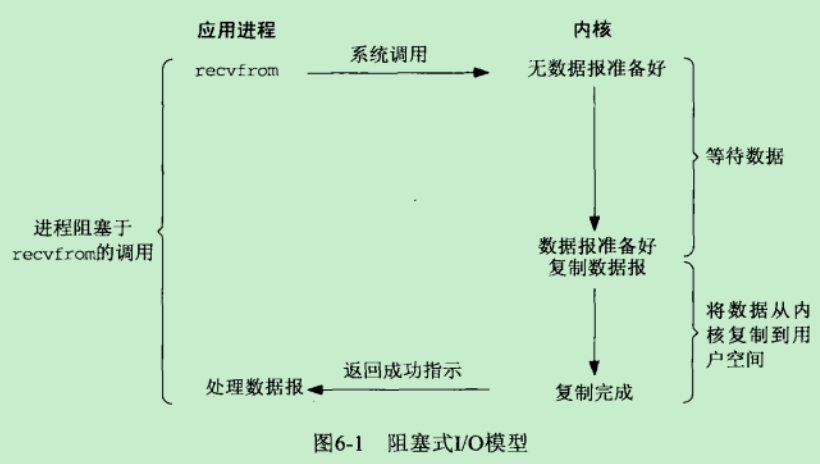 应用进程
内核
recvfrom
系统调用
无数据报准备好
等待数据
进程阻塞于
recvfrom的调用
数据报准备好
复制数据报
将数据从内
核复制到用
户空间
处理数据报
返回成功指示
复制完成
图6-1 阻塞式I/O模型